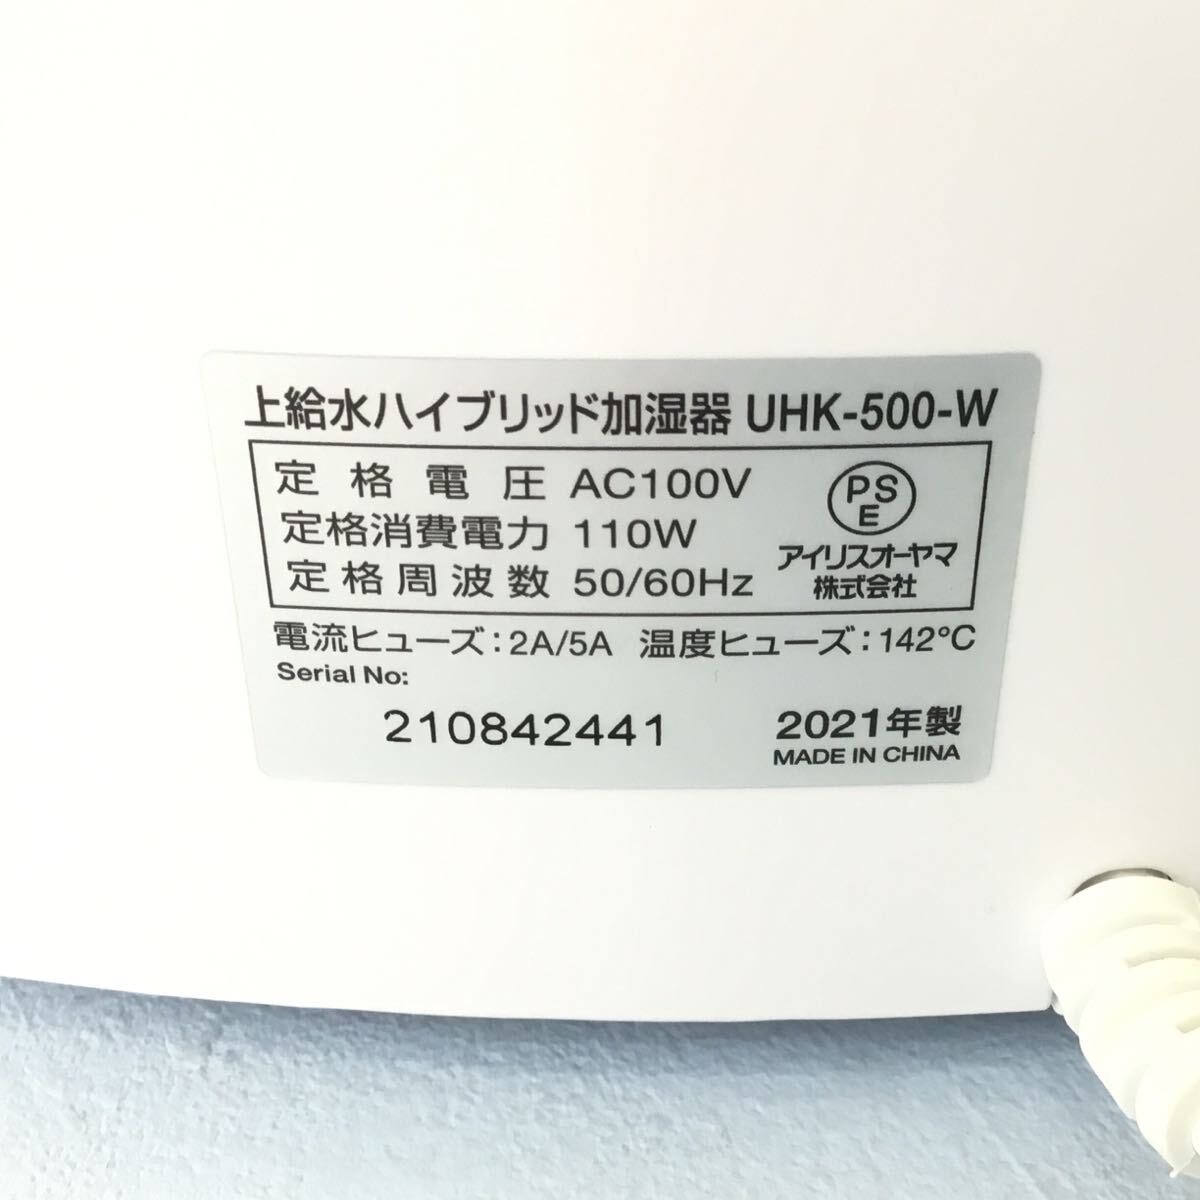 上給水ハイブリッド加湿器 UHK-500-W
定格電圧 AC100V
定格消費電力 110W
定格周波数 50/60Hz
PSE
アイリスオーヤマ
株式会社
電流ヒューズ:2A/5A 温度ヒューズ:142°C
Serial No:
210842441
2021年製
MADE IN CHINA